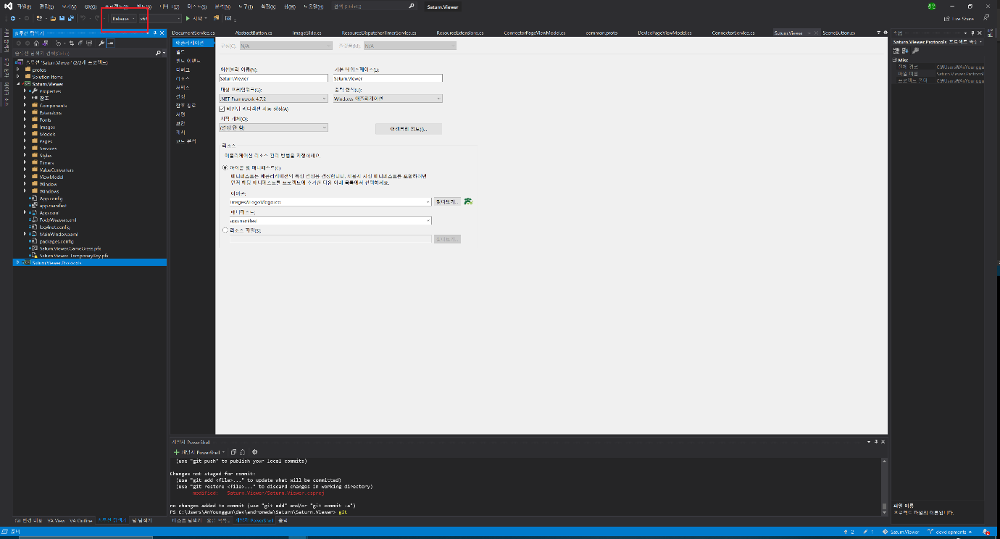 파일(F) 편집(E) 보기(V) Git(G) 프로젝트(P) 빌드(B) 디버그(D) 테스트(S) 분석(N) 도구(T) 확장(X) 창(W) 도움말(H) 검색 (Ctrl+Q)
Saturn.Viewer
Release x64 시작
Live Share
솔루션 탐색기
솔루션 탐색기 검색(Ctrl+;)
솔루션 'Saturn.Viewer' (2/2개 프로젝트)
protos
Solution Items
Saturn.Viewer
Properties
참조
Components
Extensions
Fonts
Images
Models
Pages
Services
Styles
Timers
ValueConverters
ViewModel
Window
Windows
App.config
app.manifest
App.xaml
FodyWeavers.xml
log4net.config
MainWindow.xaml
packages.config
Saturn.Viewer.GameGress.pfx
Saturn.Viewer_TemporaryKey.pfx
Saturn.Viewer.Protocols
DocumentService.cs AbstractButton.cs ImageSlide.cs ResourceDispatcherTimerService.cs ResourceExtensions.cs ConnectorPageViewModel.cs common.proto DevicePageViewModel.cs ConnectorService.cs Saturn.Viewer SceneButton.cs
애플리케이션
빌드
빌드 이벤트
디버그
리소스
서비스
설정
참조 경로
서명
보안
게시
코드 분석
구성(C): N/A 플랫폼(M): N/A
어셈블리 이름(N): 기본 네임스페이스(L):
Saturn.Viewer Saturn.Viewer
대상 프레임워크(G): 출력 형식(U):
.NET Framework 4.7.2 Windows 애플리케이션
바인딩 리디렉션 자동 생성(A)
시작 개체(O):
(설정 안 함) 어셈블리 정보(I)...
리소스
애플리케이션 리소스 관리 방법을 지정하세요.
아이콘 및 매니페스트(C)
매니페스트는 애플리케이션의 특정 설정을 결정합니다. 사용자 지정 매니페스트를 포함하려면
먼저 해당 매니페스트를 프로젝트에 추가한 다음 아래 목록에서 선택하세요.
아이콘:
찾아보기...
매니페스트:
app.manifest
리소스 파일(S):
찾아보기...
속성
Saturn.Viewer.Protocols 프로젝트 속성
Misc
전체 경로 C:₩Users₩AnYounggu
파일 이름 Saturn.Viewer.Protocol
프로젝트 폴더 C:₩Users₩AnYounggu
파일 이름
프로젝트 파일의 이름입니다.
개발자 PowerShell
개발자 PowerShell
(use "git push" to publish your local commits)
Changes not staged for commit:
(use "git add <file>..." to update what will be committed)
(use "git restore <file>..." to discard changes in working directory)
modified: Saturn.Viewer/Saturn.Viewer.csproj
no changes added to commit (use "git add" and/or "git commit -a")
PS C:\Users\AnYounggun\dev\andromeda\Saturn\Saturn.Viewer> git
Git 변경 내용 VA View VA Outline 솔루션 탐색기 팀 탐색기 테스트 탐색기 오류 목록... 개발자 PowerShell 출력
준비 2 1 Saturn.Viewer developments 2